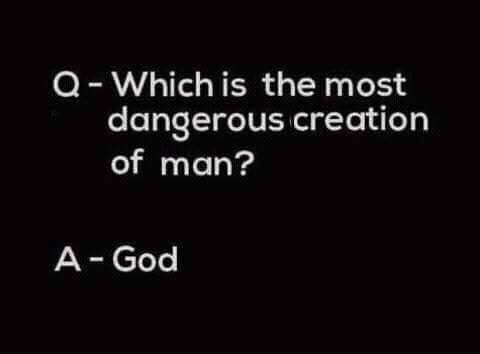 Q - Which is the most
dangerous creation
of man?
A - God